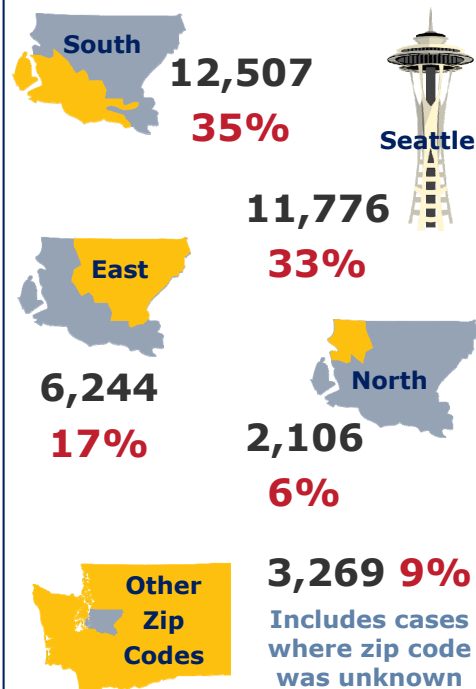 South
12,507
35%
Seattle
11,776
33%
East
6,244
17%
North
2,106
6%
Other
Zip
Codes
3,269 9%
Includes cases
where zip code
was unknown